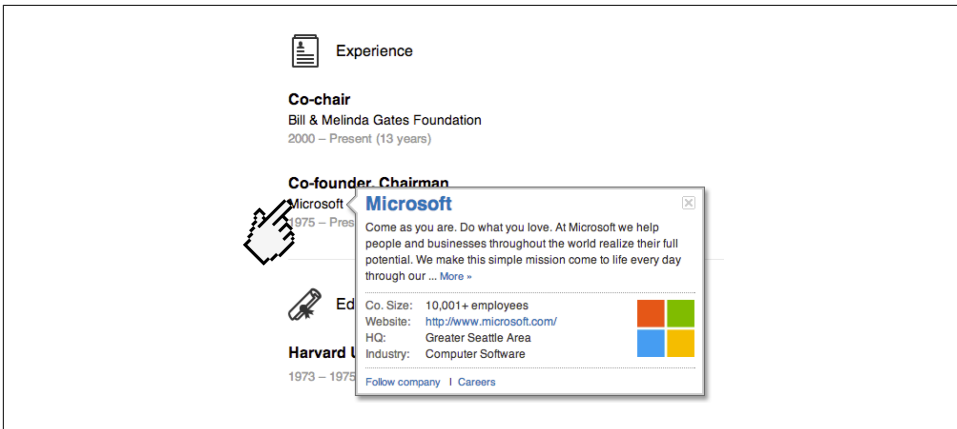 Experience
Co-chair
Bill & Melinda Gates Foundation
2000 – Present (13 years)
Co-founder, Chairman
Microsoft
1975 – Pres
Microsoft
Come as you are. Do what you love. At Microsoft we help
people and businesses throughout the world realize their full
potential. We make this simple mission come to life every day
through our ... More »
Co. Size: 10,001+ employees
Website: http://www.microsoft.com/
HQ: Greater Seattle Area
Industry: Computer Software
Follow company | Careers
Ed
Harvard U
1973 – 1975